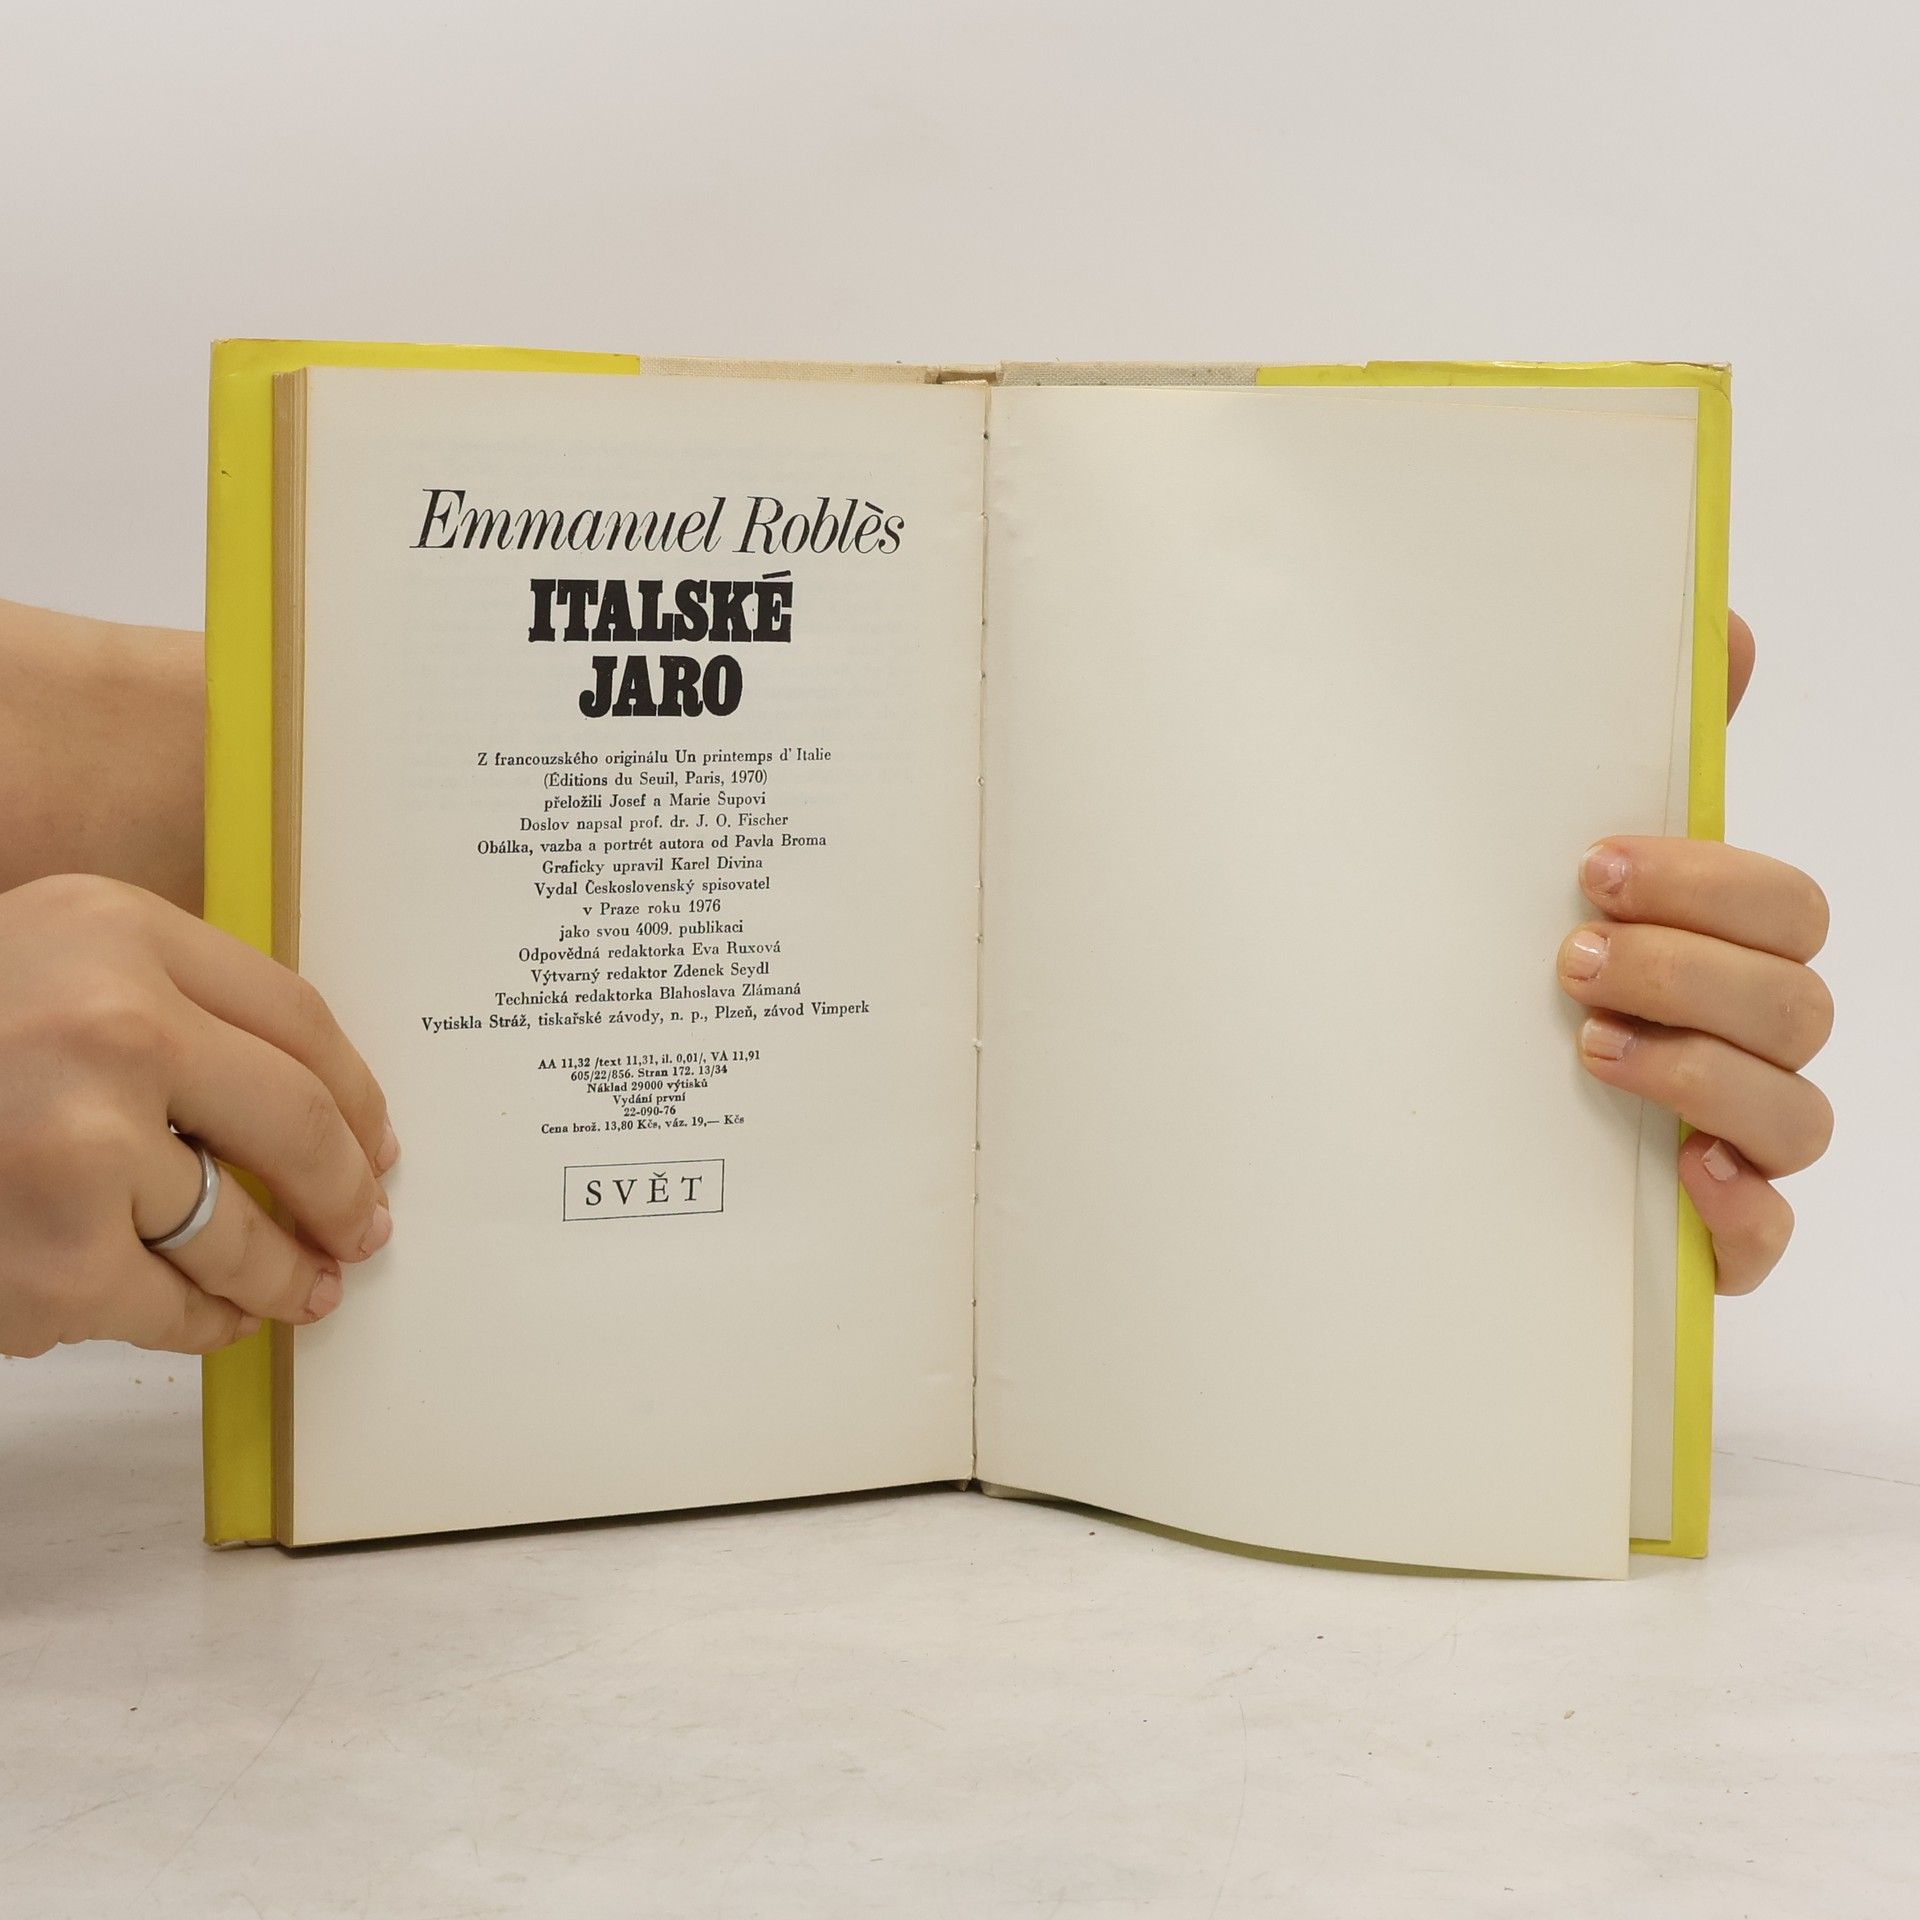 Emmanuel Roblès
ITALSKÉ
JARO
Z francouzského originálu Un printemps d' Italie
(Éditions du Seuil, Paris, 1970)
přeložili Josef a Marie Šupovi
Doslov napsal prof. dr. J. O. Fischer
Obálka, vazba a portrét autora od Pavla Broma
Graficky upravil Karel Divina
Vydal Československý spisovatel
v Praze roku 1976
jako svou 4009. publikaci
Odpovědná redaktorka Eva Ruxová
Výtvarný redaktor Zdenek Seydl
Technická redaktorka Blahoslava Zlámaná
Vytiskla Stráž, tiskařské závody, n. p., Plzeň, závod Vimperk
AA 11,32 /text 11,31, il. 0,01/, VA 11,91
605/22/856. Stran 172. 13/34
Náklad 29000 výtisků
Vydání první
22-090-76
Cena brož. 13,80 Kčs, váz. 19,— Kčs
SVĚT